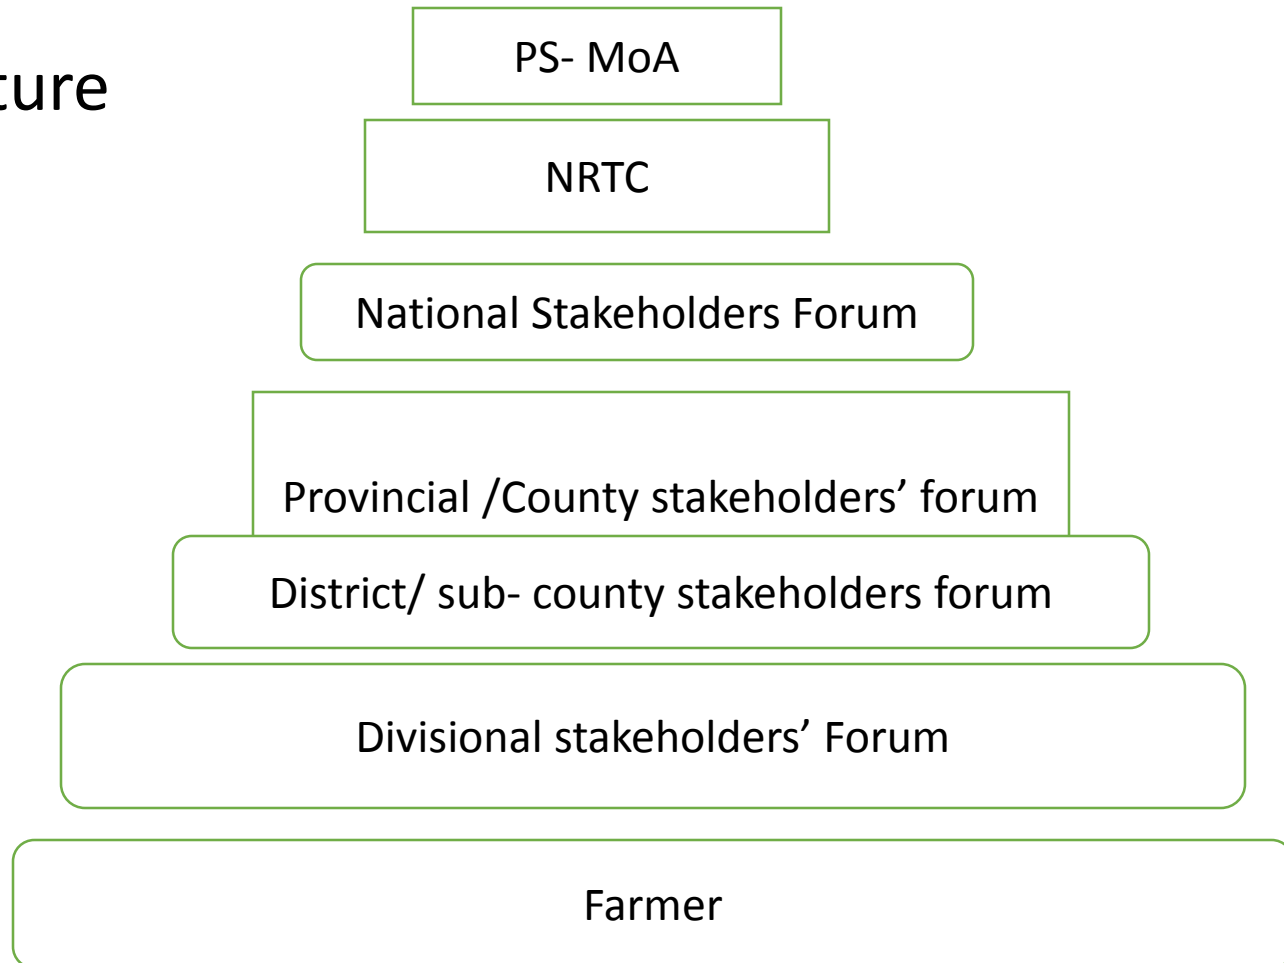 PS- MoA
ture
NRTC
National Stakeholders Forum
Provincial /County stakeholders’ forum
District/ sub- county stakeholders forum
Divisional stakeholders’ Forum
Farmer